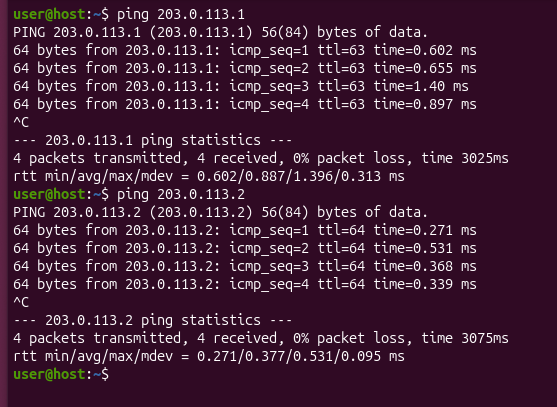 user@host:~$ ping 203.0.113.1
PING 203.0.113.1 (203.0.113.1) 56(84) bytes of data.
64 bytes from 203.0.113.1: icmp_seq=1 ttl=63 time=0.602 ms
64 bytes from 203.0.113.1: icmp_seq=2 ttl=63 time=0.655 ms
64 bytes from 203.0.113.1: icmp_seq=3 ttl=63 time=1.40 ms
64 bytes from 203.0.113.1: icmp_seq=4 ttl=63 time=0.897 ms
^C
--- 203.0.113.1 ping statistics ---
4 packets transmitted, 4 received, 0% packet loss, time 3025ms
rtt min/avg/max/mdev = 0.602/0.887/1.396/0.313 ms
user@host:~$ ping 203.0.113.2
PING 203.0.113.2 (203.0.113.2) 56(84) bytes of data.
64 bytes from 203.0.113.2: icmp_seq=1 ttl=64 time=0.271 ms
64 bytes from 203.0.113.2: icmp_seq=2 ttl=64 time=0.531 ms
64 bytes from 203.0.113.2: icmp_seq=3 ttl=64 time=0.368 ms
64 bytes from 203.0.113.2: icmp_seq=4 ttl=64 time=0.339 ms
^C
--- 203.0.113.2 ping statistics ---
4 packets transmitted, 4 received, 0% packet loss, time 3075ms
rtt min/avg/max/mdev = 0.271/0.377/0.531/0.095 ms
user@host:~$